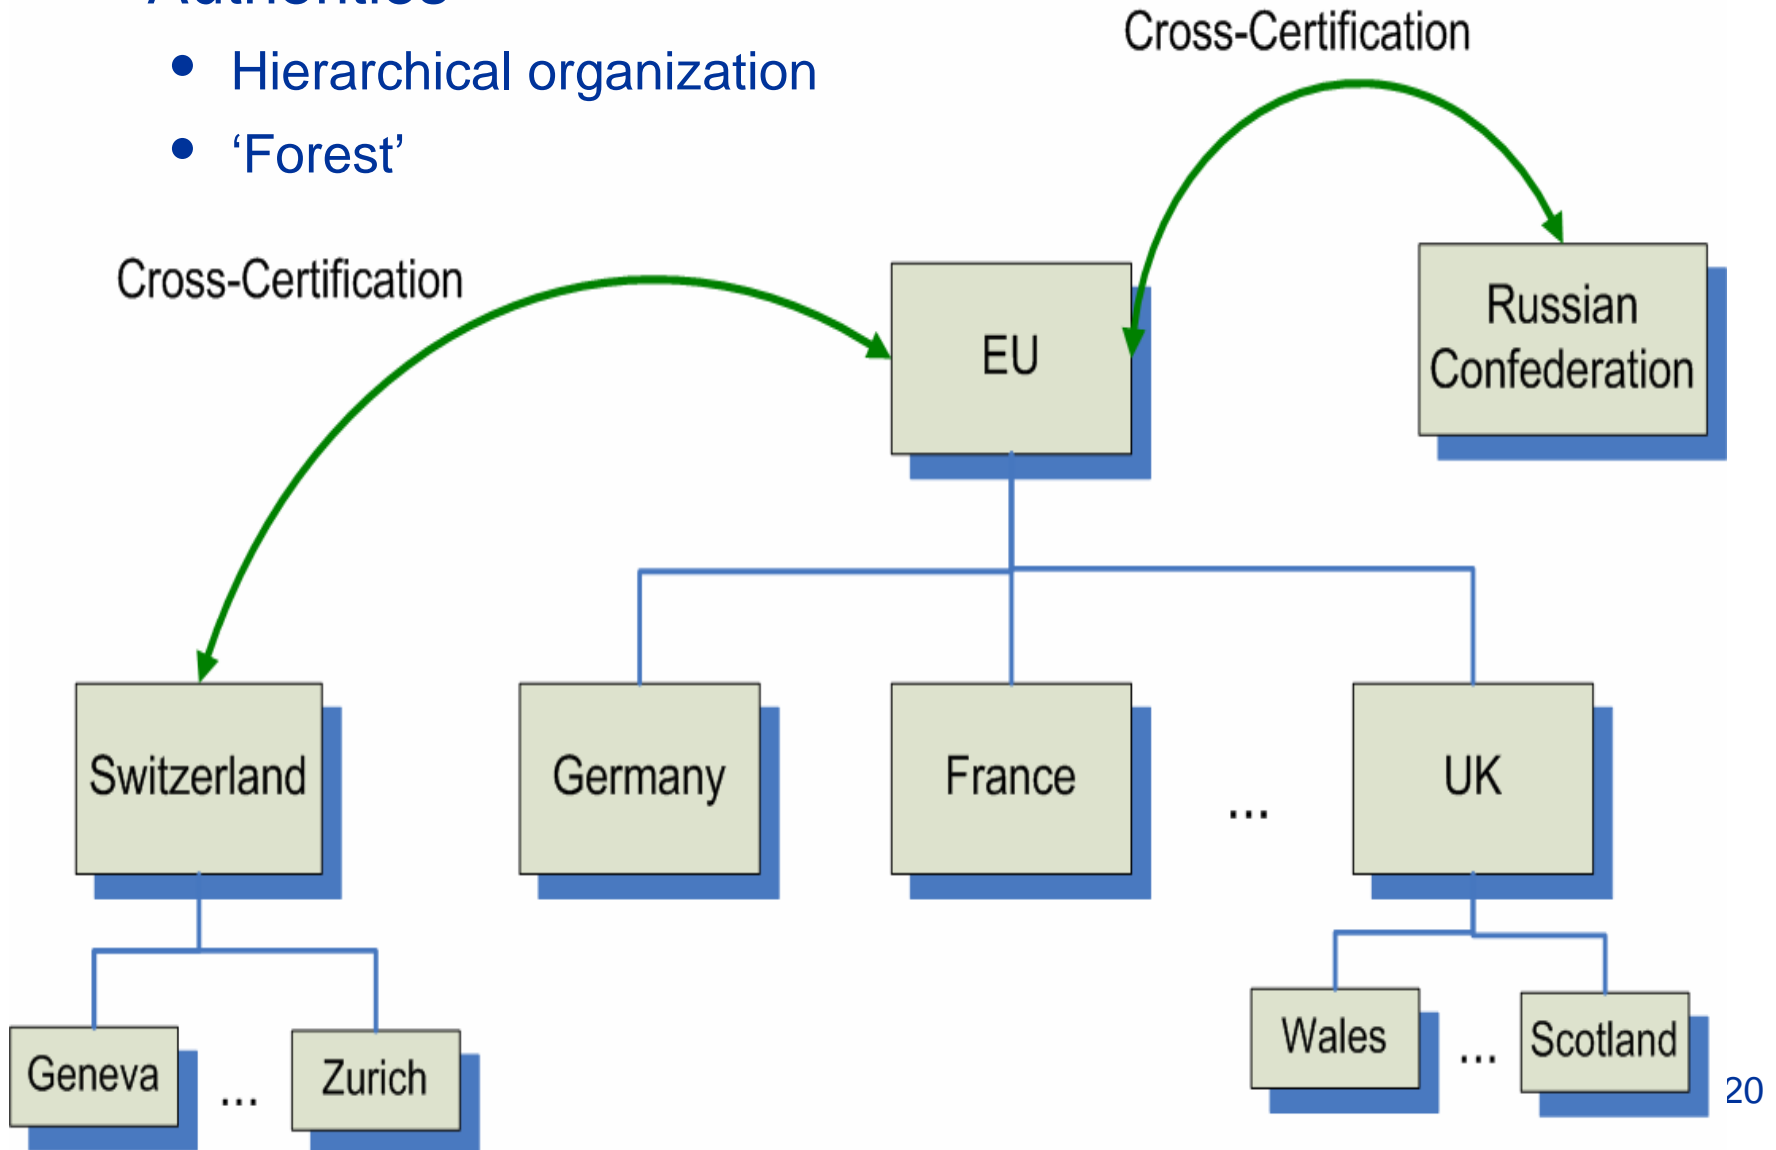 Authorities
• Hierarchical organization
• ‘Forest’
Cross-Certification
Cross-Certification
EU
Russian
Confederation
Switzerland
Germany
France
...
UK
Geneva
...
Zurich
Wales
...
Scotland
20